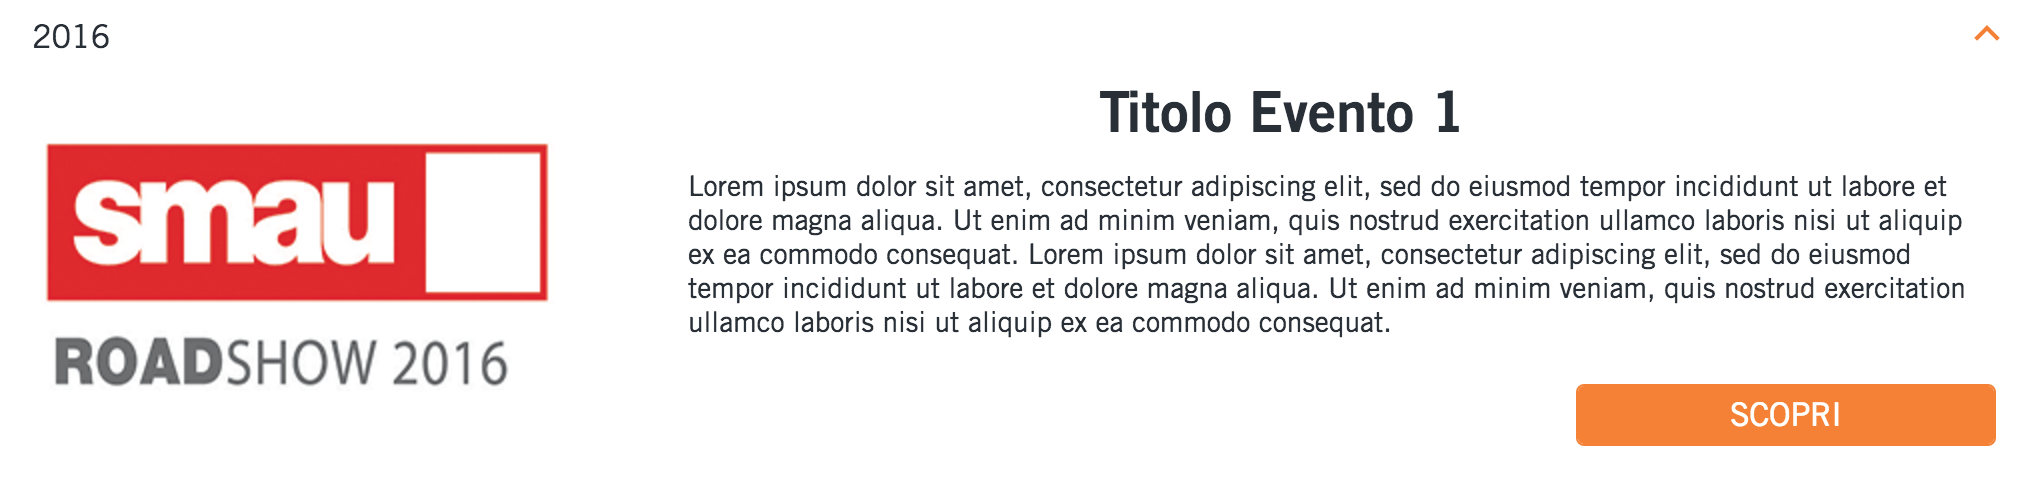 2016
smau
ROADSHOW 2016
Titolo Evento 1
Lorem ipsum dolor sit amet, consectetur adipiscing elit, sed do eiusmod tempor incididunt ut labore et
dolore magna aliqua. Ut enim ad minim veniam, quis nostrud exercitation ullamco laboris nisi ut aliquip
ex ea commodo consequat. Lorem ipsum dolor sit amet, consectetur adipiscing elit, sed do eiusmod
tempor incididunt ut labore et dolore magna aliqua. Ut enim ad minim veniam, quis nostrud exercitation
ullamco laboris nisi ut aliquip ex ea commodo consequat.
SCOPRI